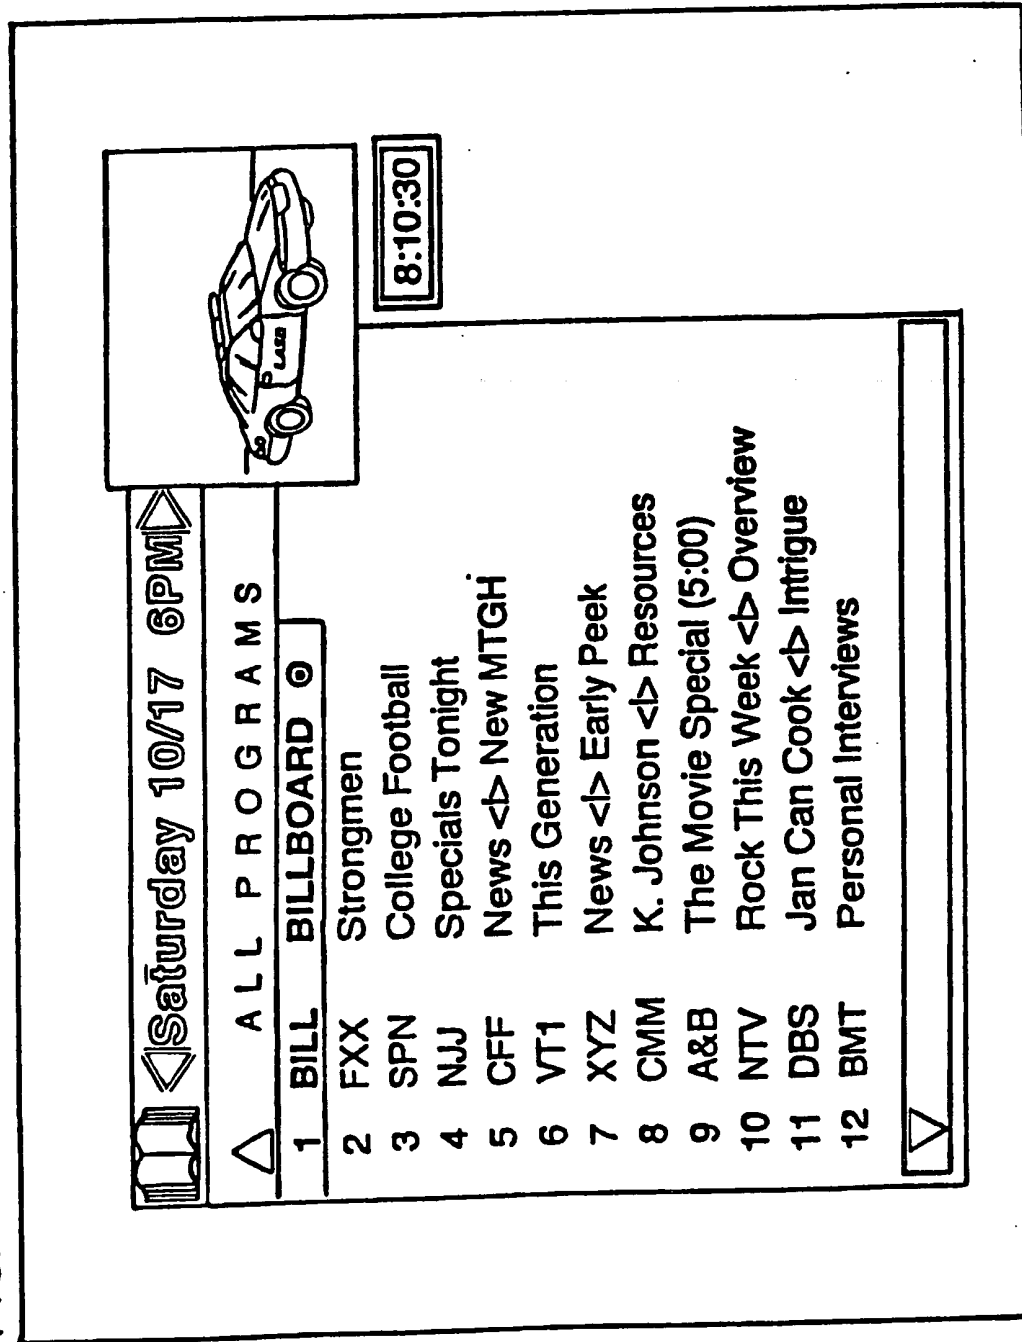 Saturday 10/17 6PM
ALL PROGRAMS
1 BILL BILLBOARD
2 FXX Strongmen
3 SPN College Football
4 NJJ Specials Tonight
5 CFF News <|> New MTGH
6 VT1 This Generation
7 XYZ News <|> Early Peek
8 CMM K. Johnson <|> Resources
9 A&B The Movie Special (5:00)
10 NTV Rock This Week <|> Overview
11 DBS Jan Can Cook <|> Intrigue
12 BMT Personal Interviews
8:10:30